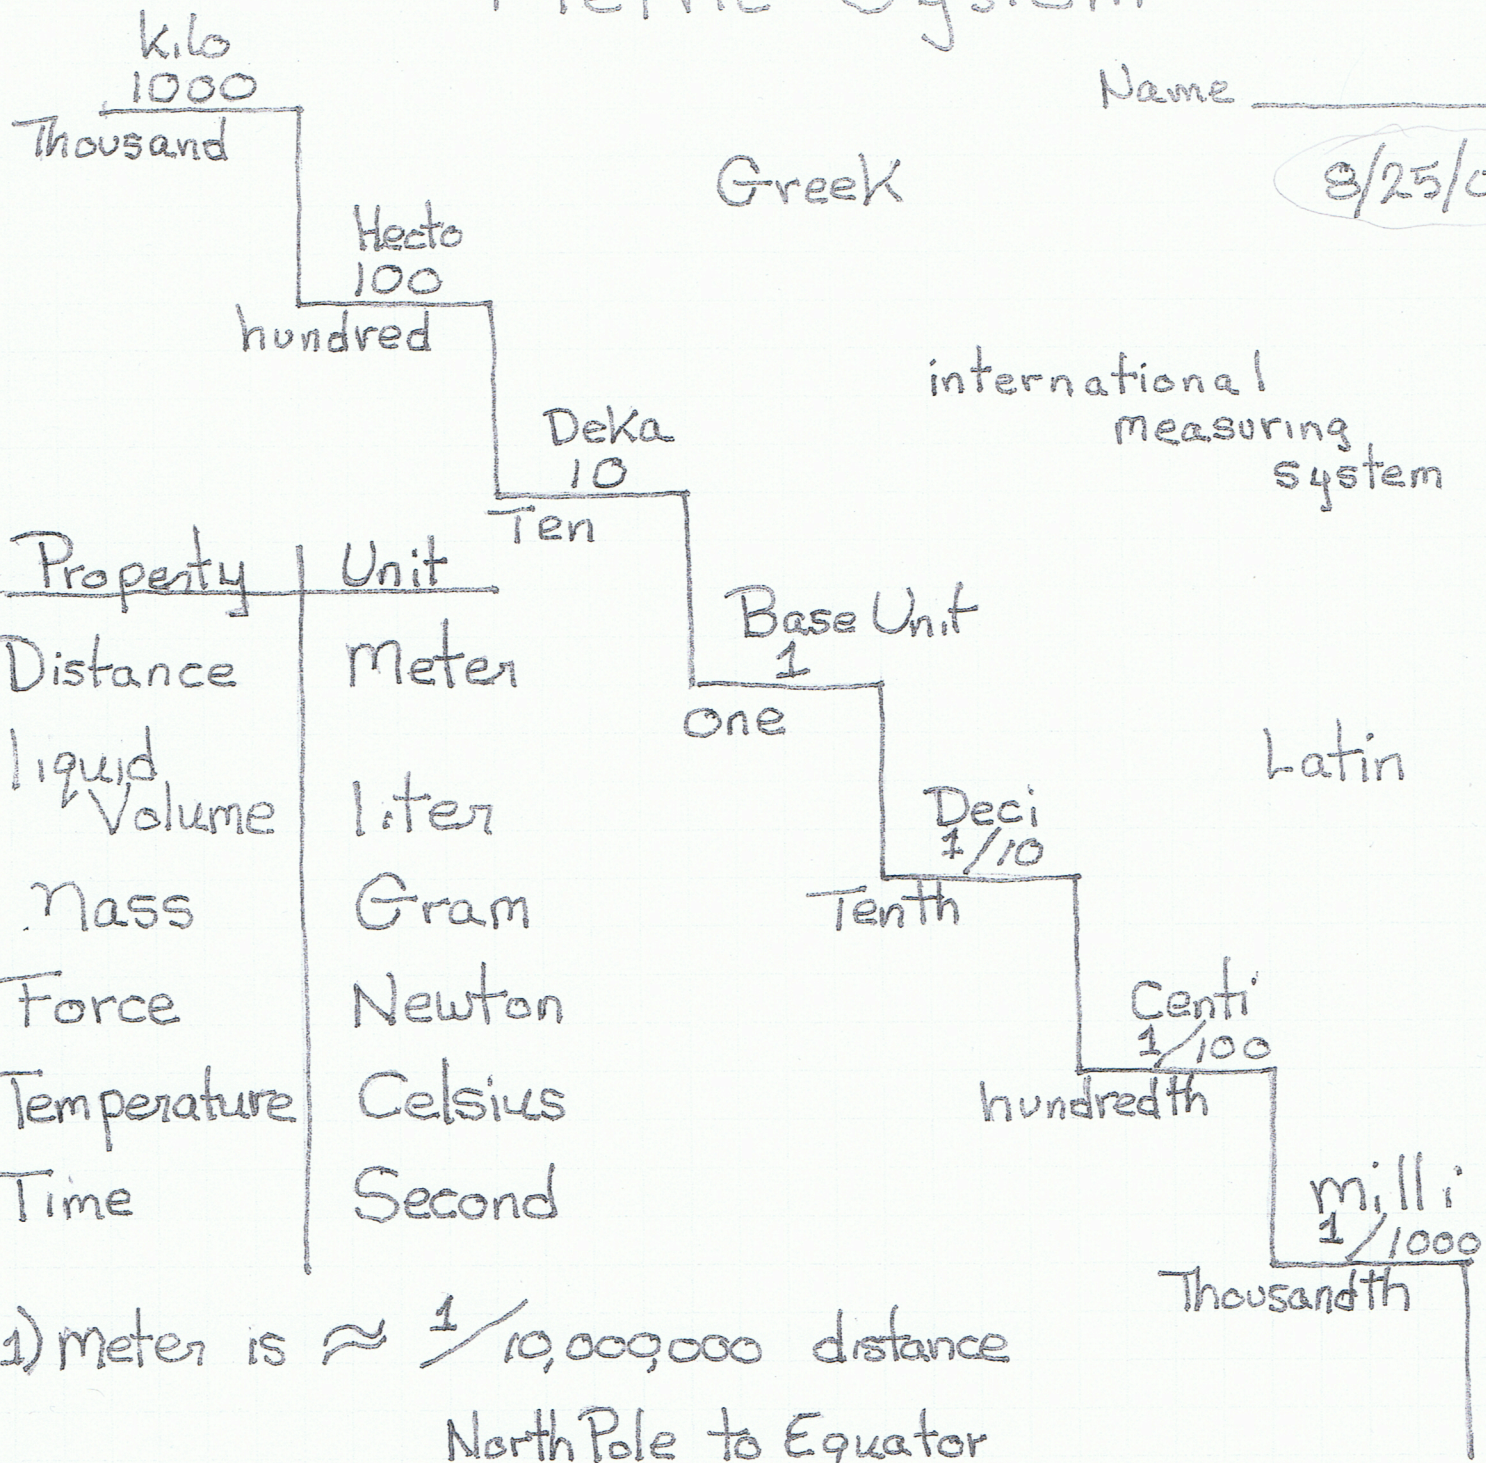 Metric System
Kilo
1000
Thousand
Name
8/25/0
Greek
Hecto
100
hundred
international
measuring
system
Deka
10
Ten
Property Unit
Distance Meter
liquid
Volume liter
Mass Gram
Force Newton
Temperature Celsius
Time Second
Base Unit
1
one
Latin
Deci
1/10
Tenth
Centi
1/100
hundredth
milli
1/1000
Thousandth
1) meter is ≈ 1/10,000,000 distance
North Pole to Equator